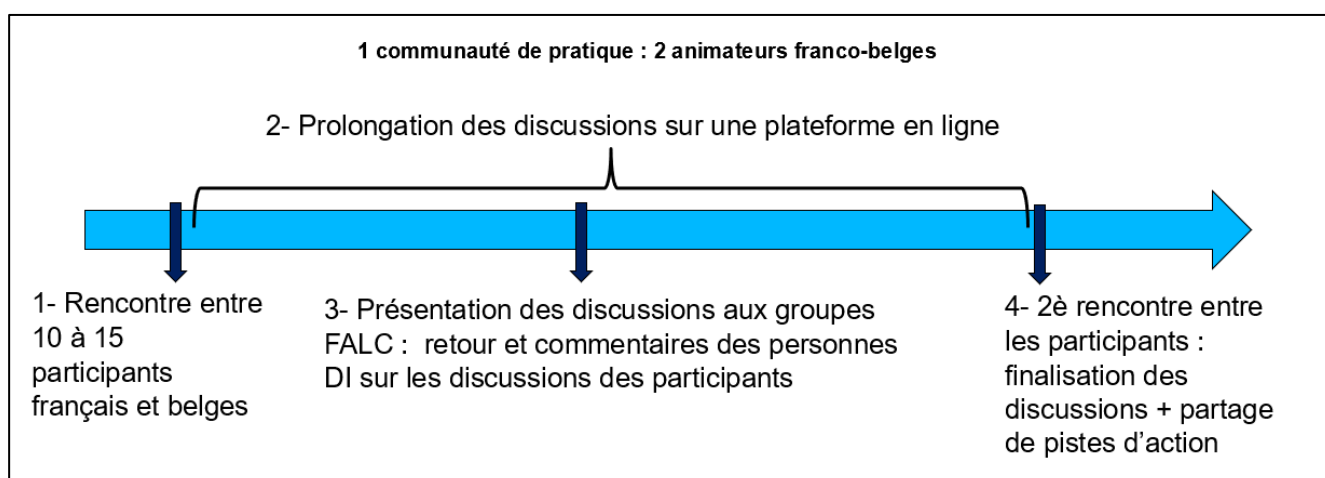 1 communauté de pratique : 2 animateurs franco-belges
2- Prolongation des discussions sur une plateforme en ligne
1- Rencontre entre
10 à 15
participants
français et belges
3- Présentation des discussions aux groupes
FALC :  retour et commentaires des personnes
DI sur les discussions des participants
4- 2è rencontre entre
les participants :
finalisation des
discussions + partage
de pistes d’action